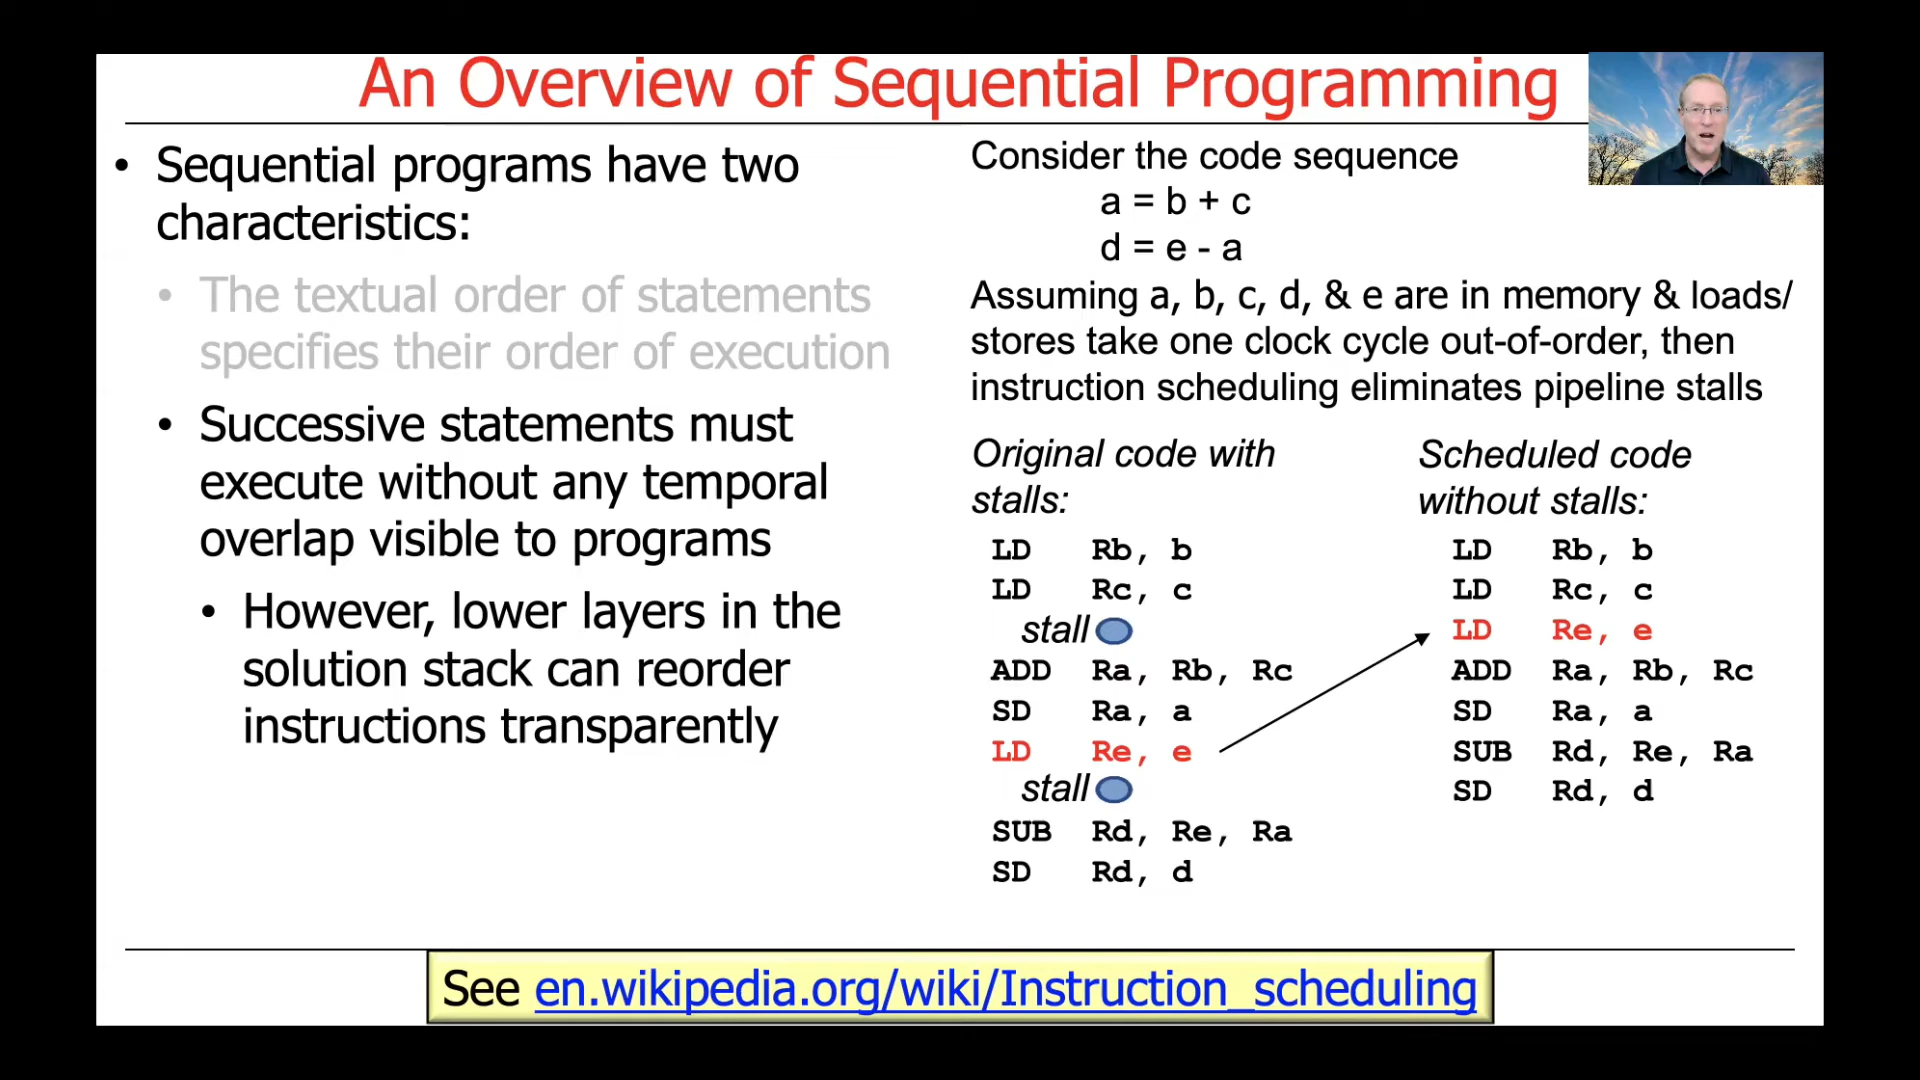 An Overview of Sequential Programming
• Sequential programs have two
characteristics:
• The textual order of statements
specifies their order of execution
• Successive statements must
execute without any temporal
overlap visible to programs
• However, lower layers in the
solution stack can reorder
instructions transparently
Consider the code sequence
a = b + c
d = e - a
Assuming a, b, c, d, & e are in memory & loads/
stores take one clock cycle out-of-order, then
instruction scheduling eliminates pipeline stalls
Original code with
stalls:
LD Rb, b
LD Rc, c
stall
ADD Ra, Rb, Rc
SD Ra, a
LD Re, e
stall
SUB Rd, Re, Ra
SD Rd, d
Scheduled code
without stalls:
LD Rb, b
LD Rc, c
LD Re, e
ADD Ra, Rb, Rc
SD Ra, a
SUB Rd, Re, Ra
SD Rd, d
See en.wikipedia.org/wiki/Instruction_scheduling